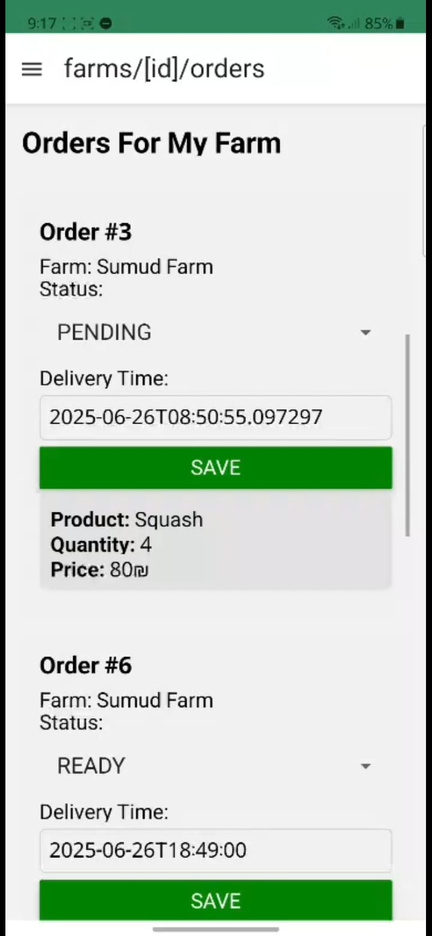 9:17 85%
farms/[id]/orders
Orders For My Farm
Order #3
Farm: Sumud Farm
Status:
PENDING
Delivery Time:
2025-06-26T08:50:55.097297
SAVE
Product: Squash
Quantity: 4
Price: 80₪
Order #6
Farm: Sumud Farm
Status:
READY
Delivery Time:
2025-06-26T18:49:00
SAVE